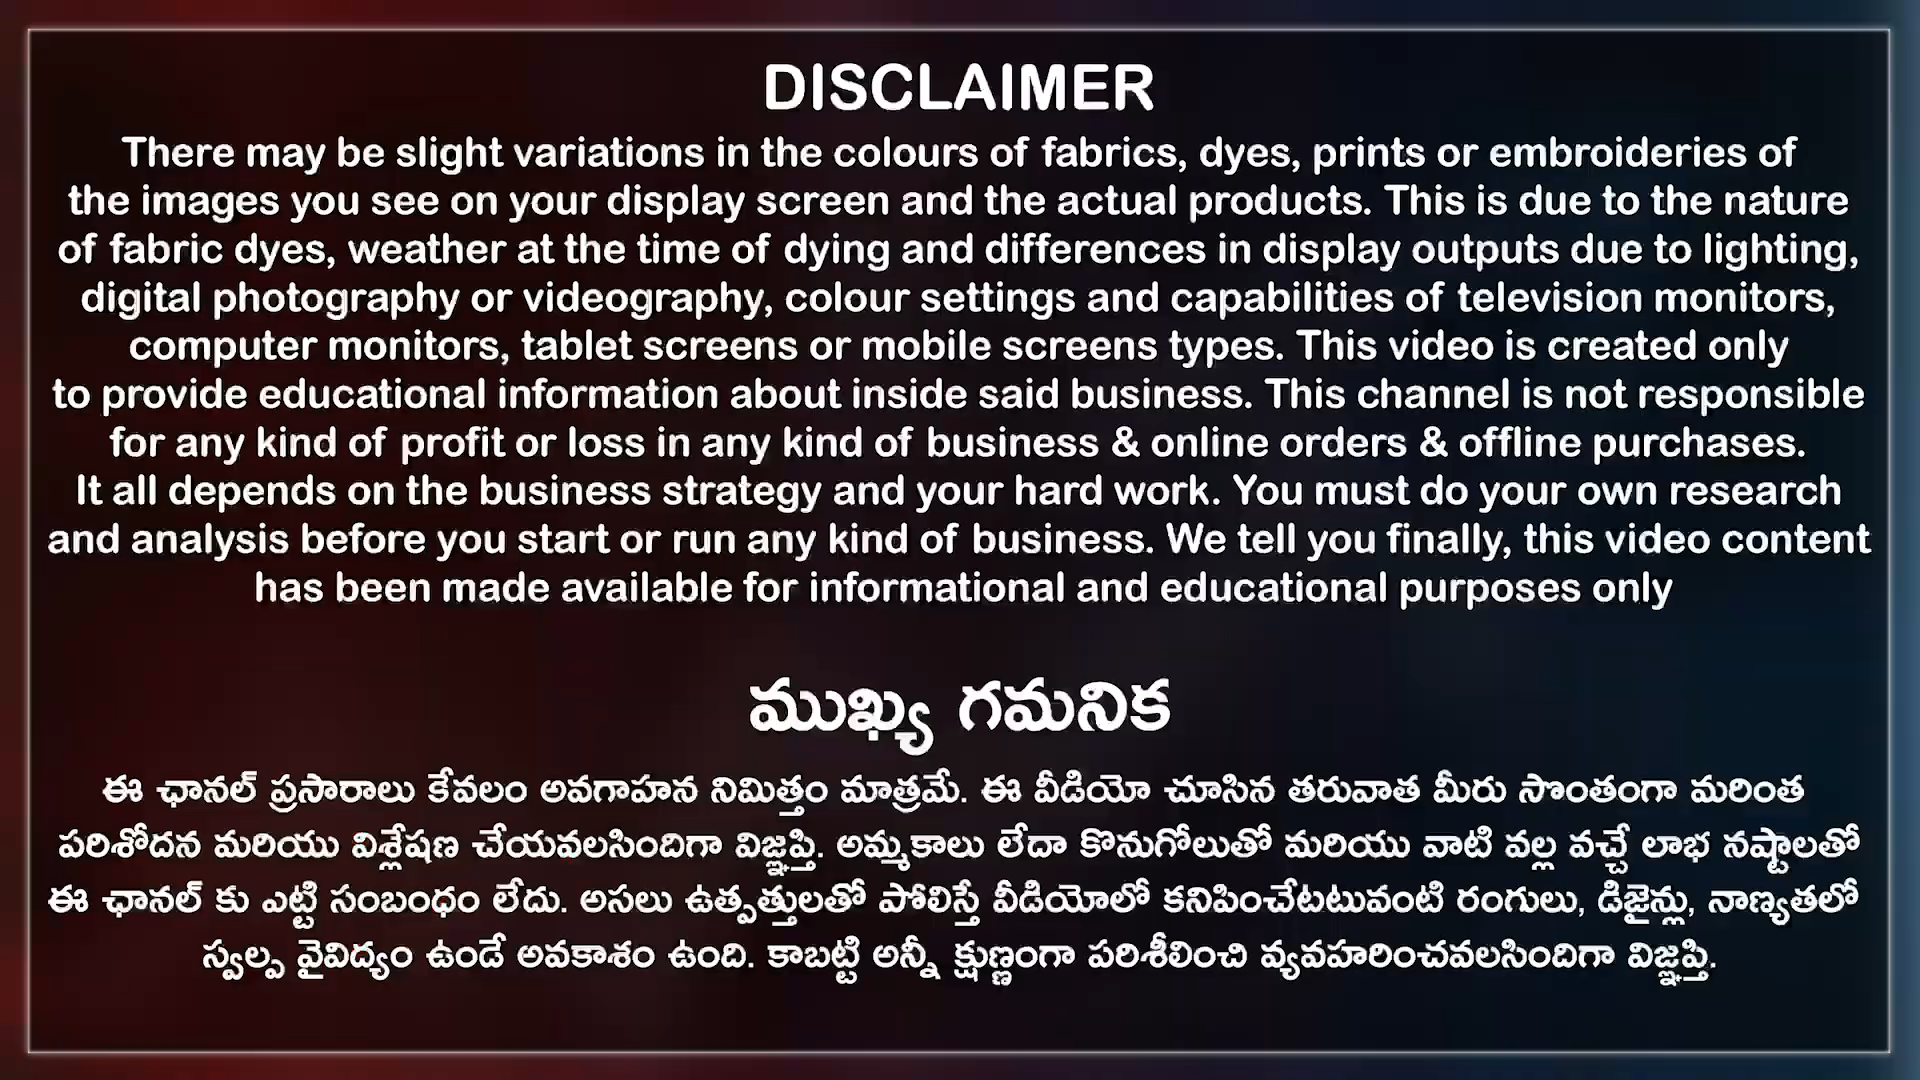 DISCLAIMER
There may be slight variations in the colours of fabrics, dyes, prints or embroideries of
the images you see on your display screen and the actual products. This is due to the nature
of fabric dyes, weather at the time of dying and differences in display outputs due to lighting,
digital photography or videography, colour settings and capabilities of television monitors,
computer monitors, tablet screens or mobile screens types. This video is created only
to provide educational information about inside said business. This channel is not responsible
for any kind of profit or loss in any kind of business & online orders & offline purchases.
It all depends on the business strategy and your hard work. You must do your own research
and analysis before you start or run any kind of business. We tell you finally, this video content
has been made available for informational and educational purposes only
ముఖ్య గమనిక
ఈ ఛానల్ ప్రసారాలు కేవలం అవగాహన నిమిత్తం మాత్రమే. ఈ వీడియో చూసిన తరువాత మీరు సొంతంగా మరింత
పరిశోదన మరియు విశ్లేషణ చేయవలసిందిగా విజ్ఞప్తి. అమ్మకాలు లేదా కొనుగోలుతో మరియు వాటి వల్ల వచ్చే లాభ నష్టాలతో
ఈ ఛానల్ కు ఎట్టి సంబంధం లేదు. అసలు ఉత్పత్తులతో పోలిస్తే వీడియోలో కనిపించేటటువంటి రంగులు, డిజైన్లు, నాణ్యతలో
స్వల్ప వైవిద్యం ఉండే అవకాశం ఉంది. కాబట్టి అన్నీ క్షుణ్ణంగా పరిశీలించి వ్యవహరించవలసిందిగా విజ్ఞప్తి.